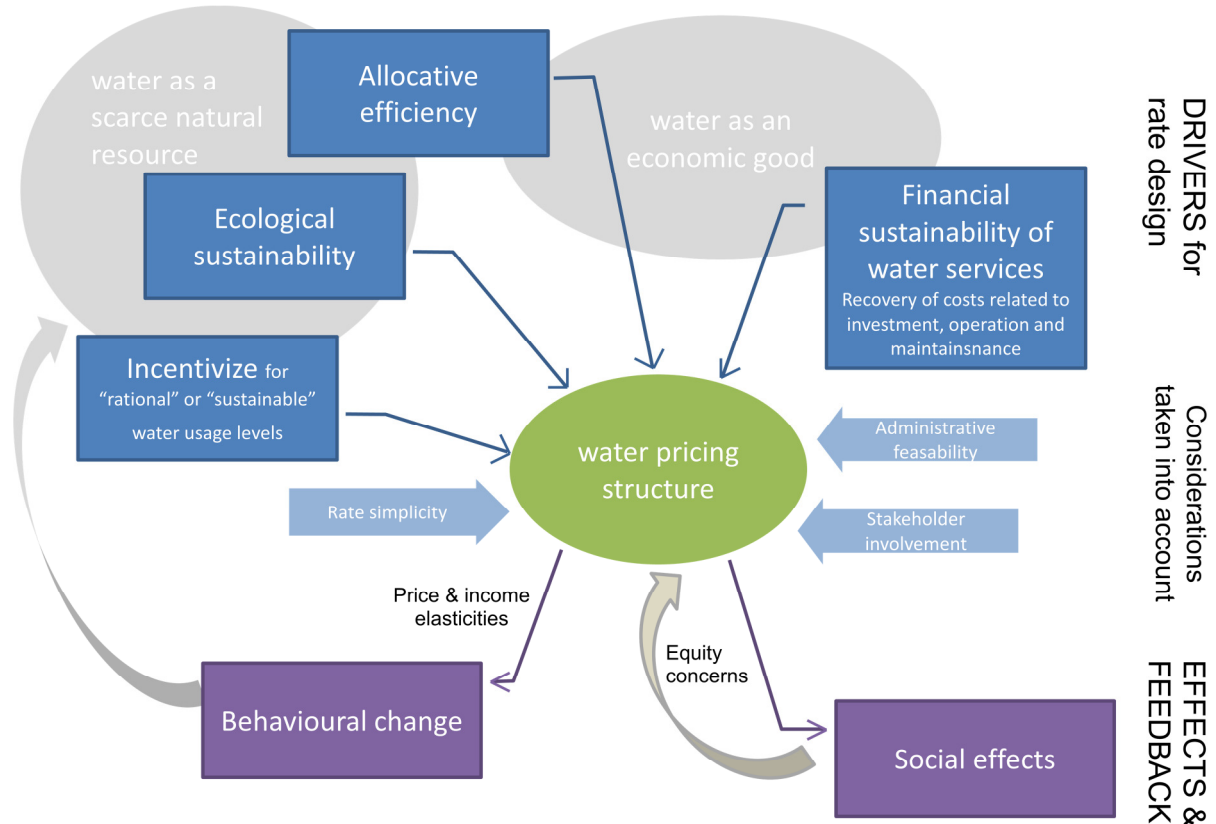 water as a
scarce natural
resource
Allocative
efficiency
water as an
economic good
Ecological
sustainability
Financial
sustainability of
water services
Recovery of costs related to
investment, operation and
maintainsnance
Incentivize for
“rational” or “sustainable”
water usage levels
water pricing
structure
Administrative
feasability
Rate simplicity
Stakeholder
involvement
Price & income
elasticities
Equity
concerns
Behavioural change
Social effects
DRIVERS for
rate design
Considerations
taken into account
EFFECTS &
FEEDBACK